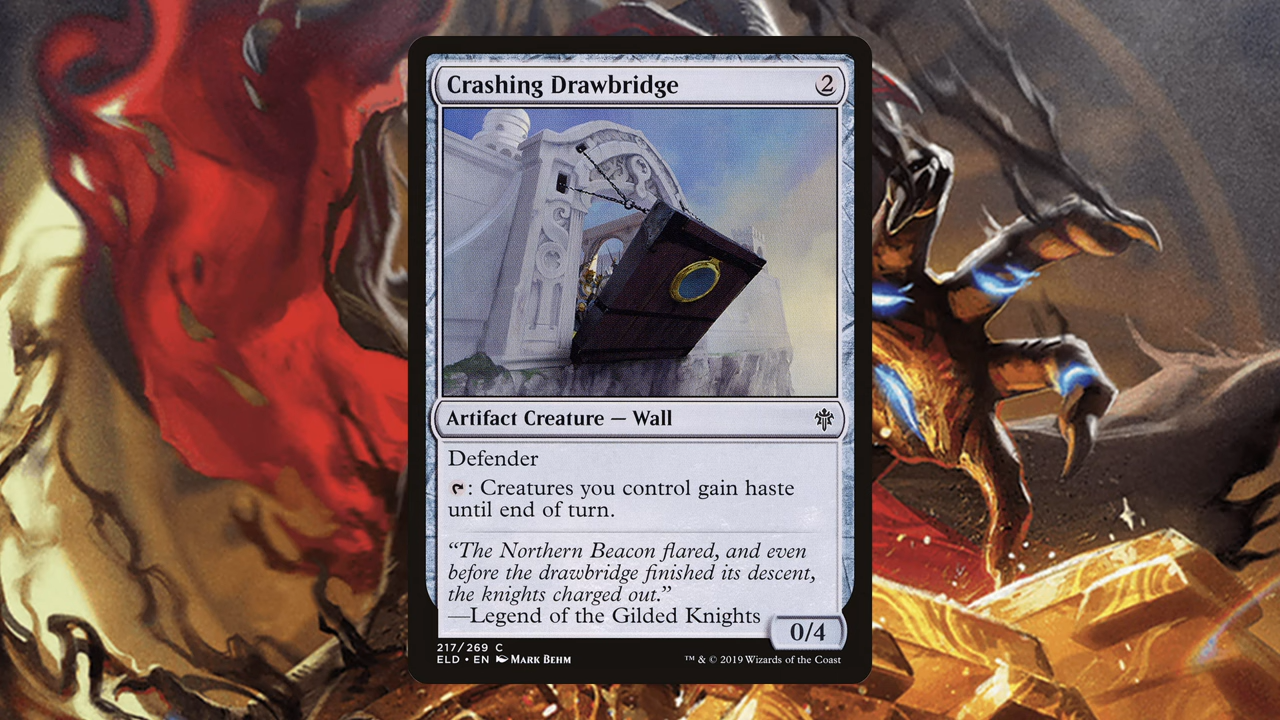 Crashing Drawbridge 2
Artifact Creature — Wall
Defender
: Creatures you control gain haste
until end of turn.
“The Northern Beacon flared, and even
before the drawbridge finished its descent,
the knights charged out.”
—Legend of the Gilded Knights
0/4
217/269 C
ELD • EN Mark Behm
™ & © 2019 Wizards of the Coast